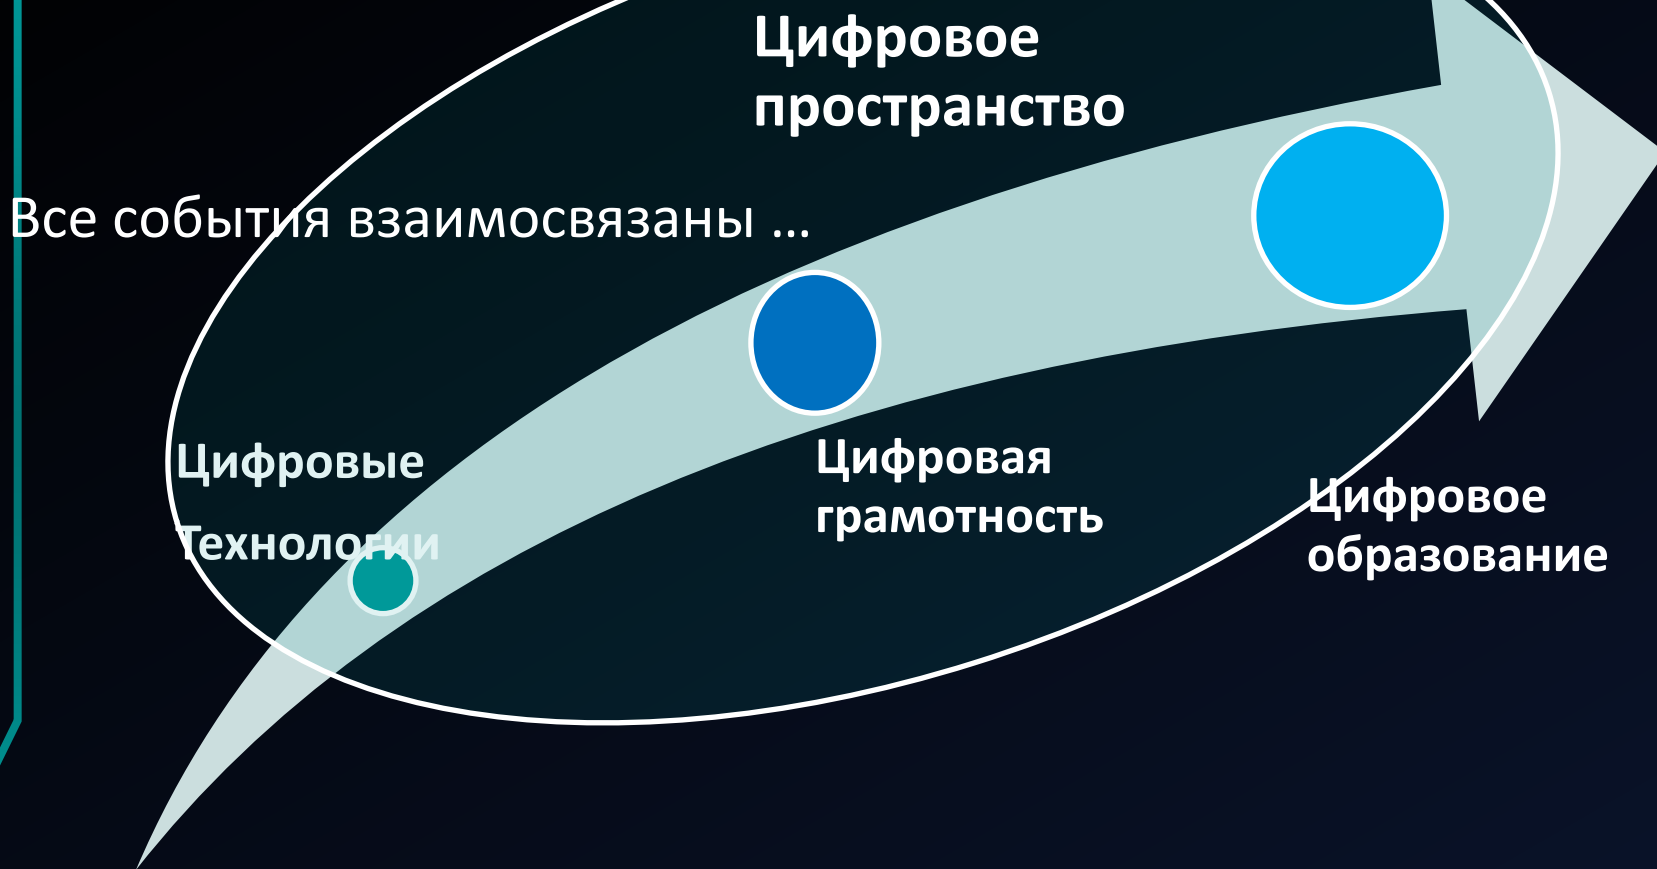 Цифровое
пространство
Все события взаимосвязаны ...
Цифровые
Технологии
Цифровая
грамотность
Цифровое
образование